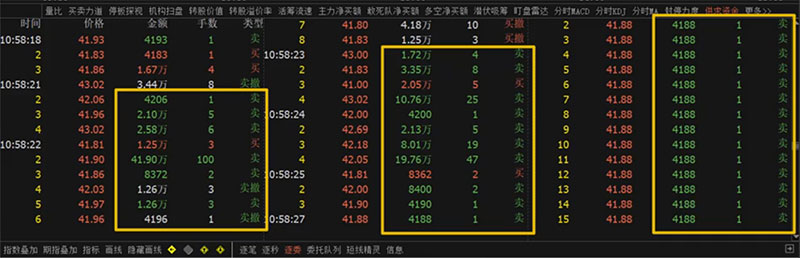 量比 买卖力道 停板探视 机构扫盘 转股价值 转股溢价率 活筹流速 主力净买额 敢死队净买额 多空净买额 潜伏吸筹 盯盘雷达 分时MACD 分时KDJ 分时MA 封停力度 供求资金 更多>>
时间 价格 金额 手数 类型
10:58:18 41.93 4193 1 卖
2 41.83 4183 1 买
3 41.86 1.67万 4 买
10:58:21 43.02 3.44万 8 卖撤
2 42.06 4206 1 卖
3 41.96 2.10万 5 卖
4 43.02 2.58万 6 卖
10:58:22 41.81 1.25万 3 买
2 41.90 41.90万 100 卖
3 41.86 8372 2 卖
4 42.03 1.26万 3 卖撤
5 41.97 1.26万 3 卖
6 41.96 4196 1 卖撤
7 41.80 4.18万 10 买撤
8 41.83 1.25万 3 买撤
10:58:23 43.00 1.72万 4 卖
2 41.88 3.35万 8 卖
3 41.00 2.05万 5 买
4 43.02 10.76万 25 卖
10:58:24 42.00 4200 1 卖
2 42.69 2.13万 5 卖
3 42.18 8.01万 19 卖
4 42.05 19.76万 47 卖
10:58:25 41.81 8362 2 买
2 42.00 8400 2 卖
3 41.90 4190 1 卖
10:58:27 41.88 4188 1 卖
2 41.88 4188 1 卖
3 41.88 4188 1 卖
4 41.88 4188 1 卖
5 41.88 4188 1 卖
6 41.88 4188 1 卖
7 41.88 4188 1 卖
8 41.88 4188 1 卖
9 41.88 4188 1 卖
10 41.88 4188 1 卖
11 41.88 4188 1 卖
12 41.88 4188 1 卖
13 41.88 4188 1 卖
14 41.88 4188 1 卖
15 41.88 4188 1 卖
指数叠加 期指叠加 指标 画线 隐藏画线 逐笔 逐秒 逐委 委托队列 短线精灵 信息